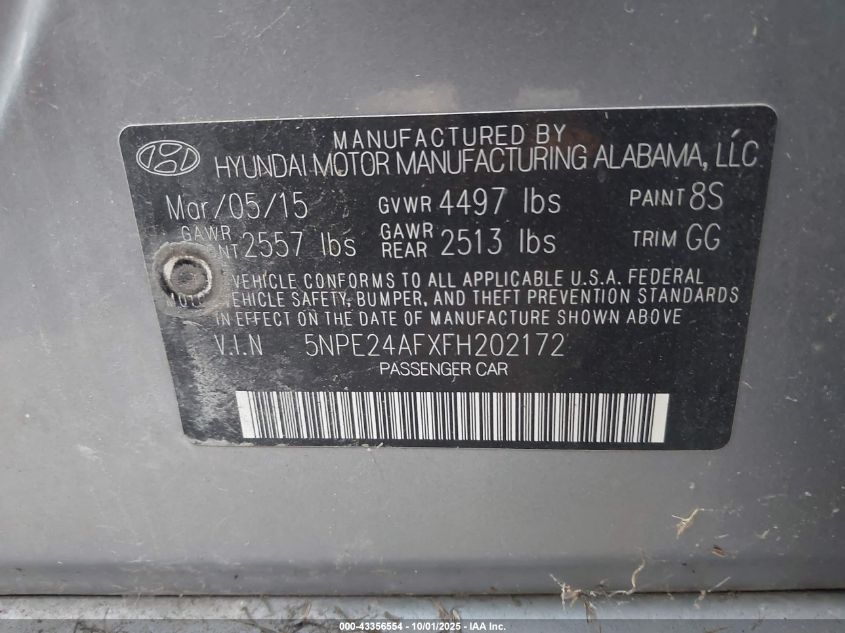 MANUFACTURED BY
HYUNDAI MOTOR MANUFACTURING ALABAMA, LLC
Mar/05/15 GVWR 4497 lbs PAINT 8S
GAWR 2557 lbs GAWR REAR 2513 lbs TRIM GG
VEHICLE CONFORMS TO ALL APPLICABLE U.S.A. FEDERAL
VEHICLE SAFETY, BUMPER, AND THEFT PREVENTION STANDARDS
IN EFFECT ON THE DATE OF MANUFACTURE SHOWN ABOVE.
V.I.N 5NPE24AFXFH202172
PASSENGER CAR
000-43356554 - 10/01/2025 - IAA Inc.